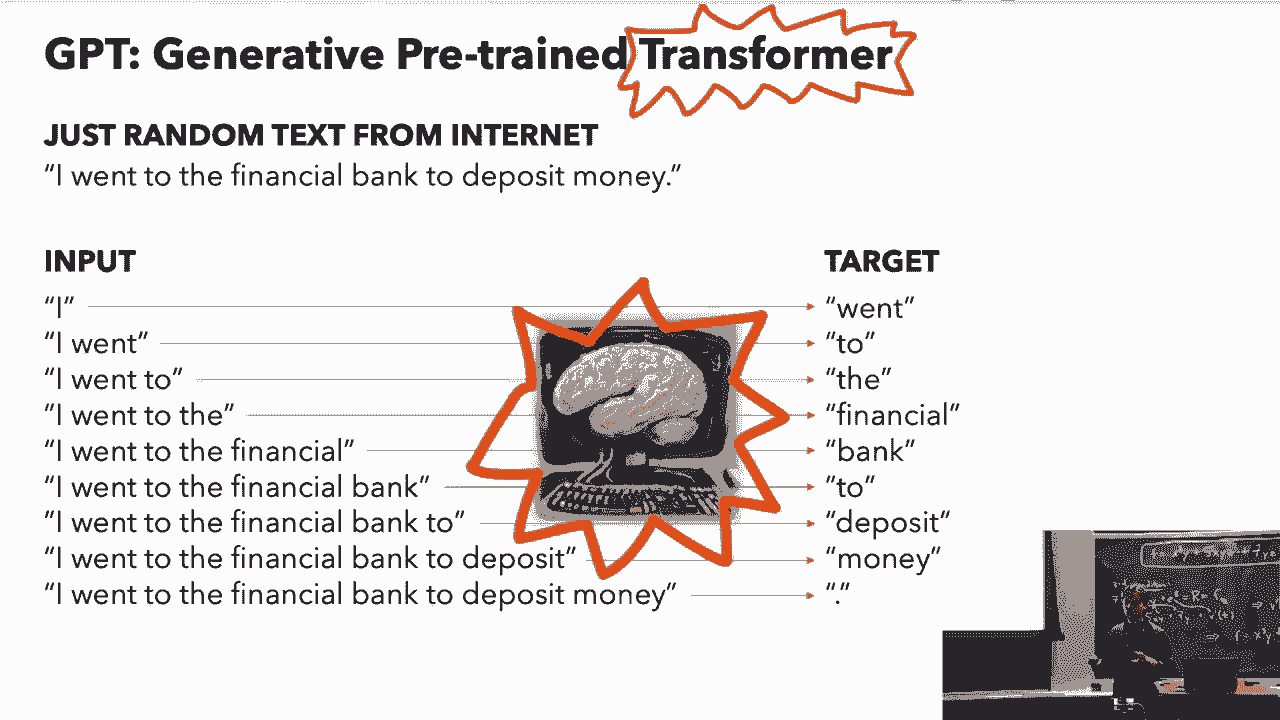 GPT: Generative Pre-trained Transformer
JUST RANDOM TEXT FROM INTERNET
“I went to the financial bank to deposit money.”
INPUT
TARGET
“I”
“went”
“I went”
“to”
“I went to”
“the”
“I went to the”
“financial”
“I went to the financial”
“bank”
“I went to the financial bank”
“to”
“I went to the financial bank to”
“deposit”
“I went to the financial bank to deposit”
“money”
“I went to the financial bank to deposit money”
“.”